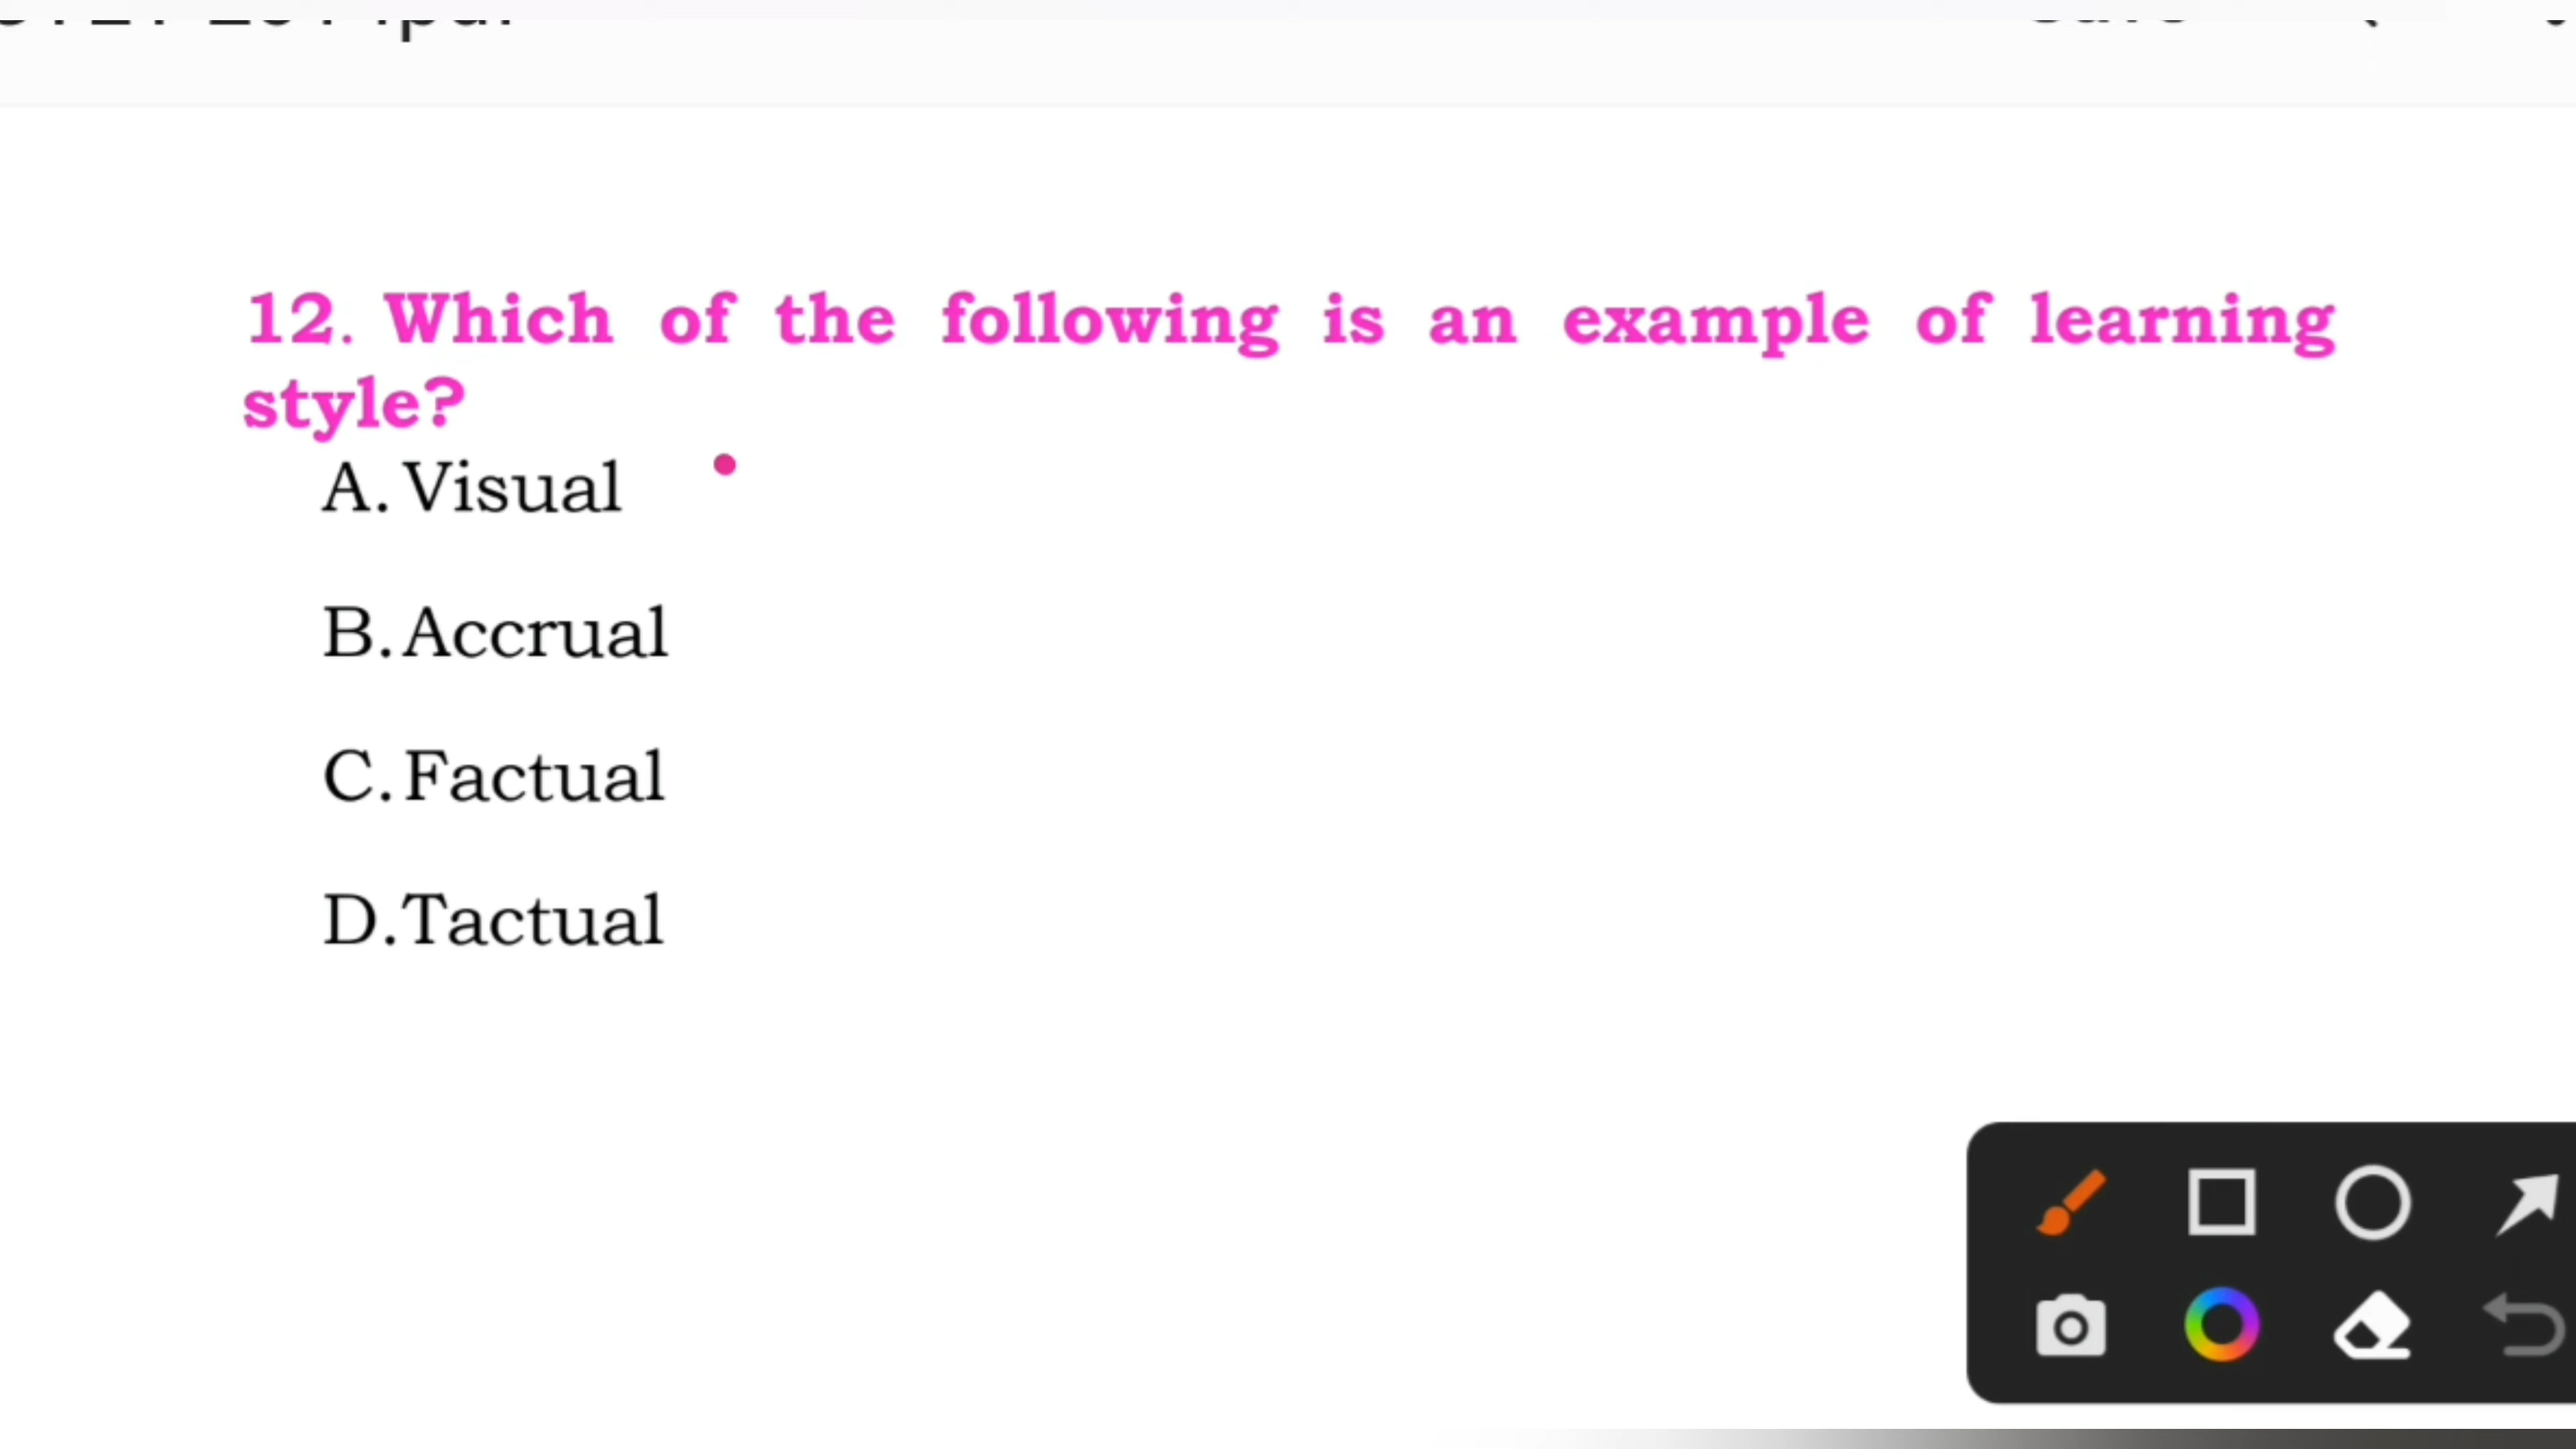 12. Which of the following is an example of learning
style?
A. Visual
B. Accrual
C. Factual
D. Tactual